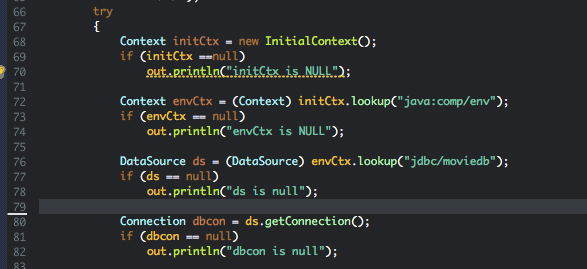 66 try
67 {
68 Context initCtx = new InitialContext();
69 if (initCtx ==null)
70 out.println("initCtx is NULL");
71
72 Context envCtx = (Context) initCtx.lookup("java:comp/env");
73 if (envCtx == null)
74 out.println("envCtx is NULL");
75
76 DataSource ds = (DataSource) envCtx.lookup("jdbc/moviedb");
77 if (ds == null)
78 out.println("ds is null");
79
80 Connection dbcon = ds.getConnection();
81 if (dbcon == null)
82 out.println("dbcon is null");
83